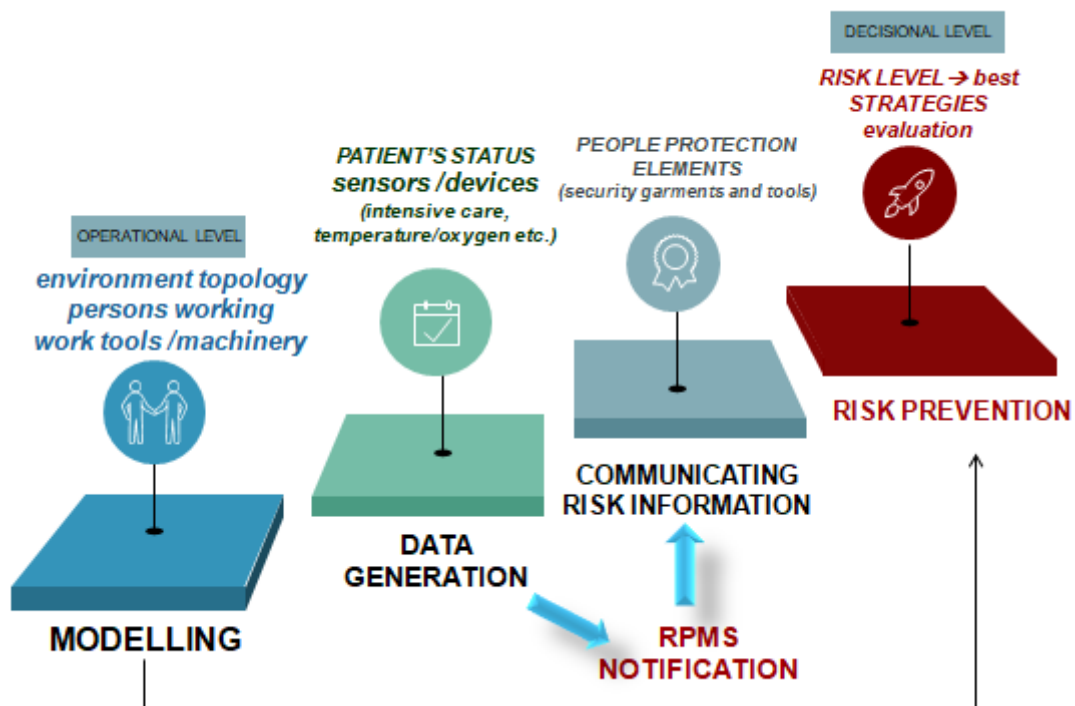 OPERATIONAL LEVEL
environment topology
persons working
work tools /machinery
MODELLING
PATIENT'S STATUS
sensors /devices
(intensive care,
temperature/oxygen etc.)
DATA
GENERATION
PEOPLE PROTECTION
ELEMENTS
(security garments and tools)
COMMUNICATING
RISK INFORMATION
RPMS
NOTIFICATION
DECISIONAL LEVEL
RISK LEVEL → best
STRATEGIES
evaluation
RISK PREVENTION